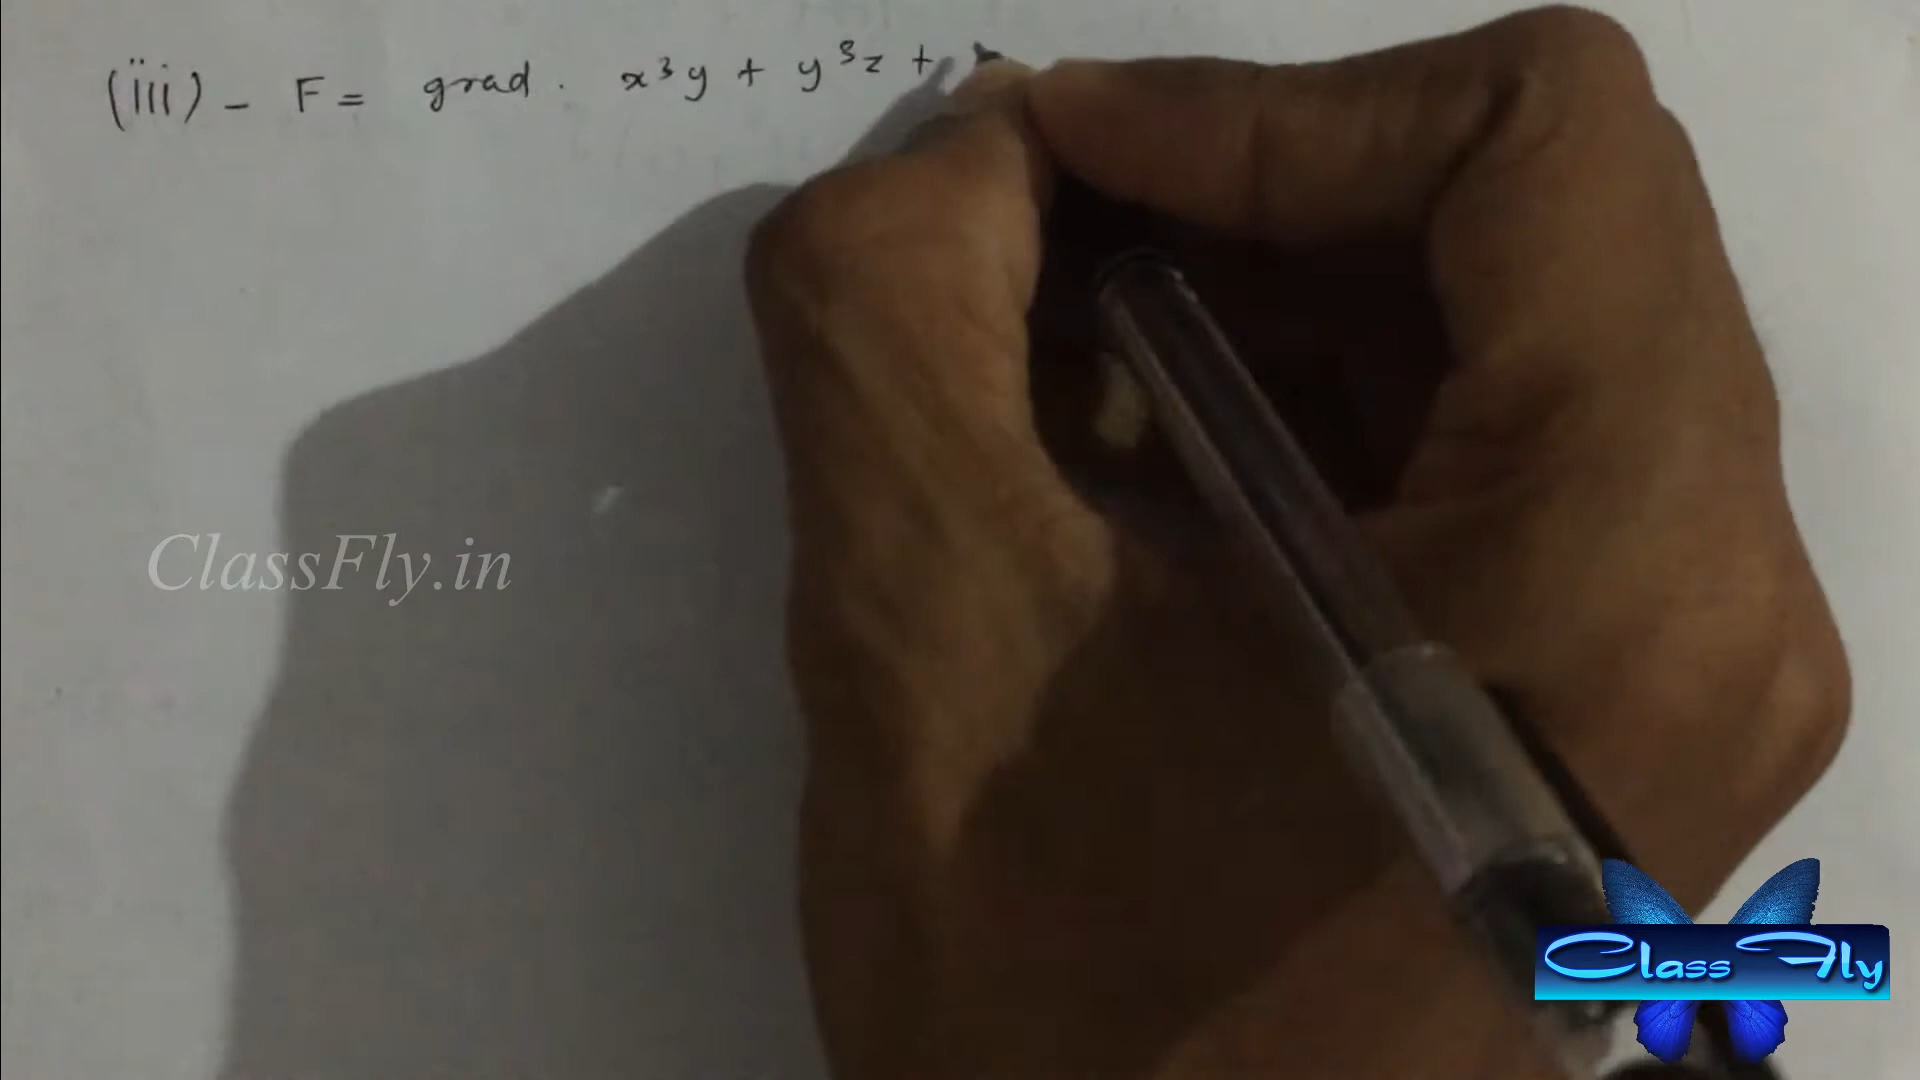 (iii) - F = grad . x³y + y³z +
ClassFly.in
Class Fly